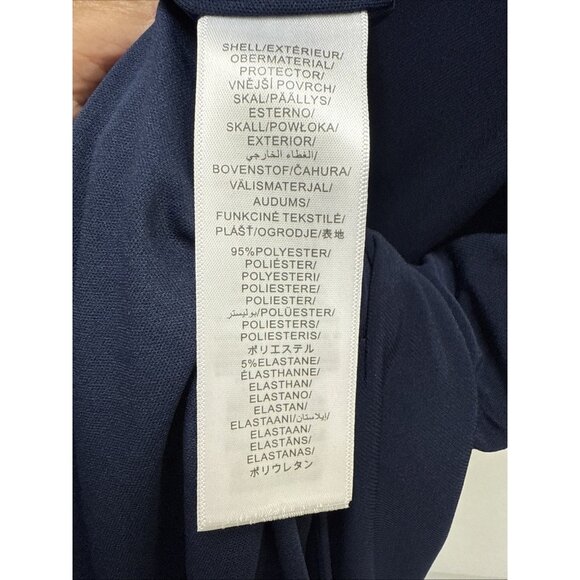 SHELL/EXTÉRIEUR/
OBERMATERIAL/
PROTECTOR/
VNĚJŠÍ POVRCH/
SKAL/PÄÄLLYS/
ESTERNO/
SKALL/POWŁOKA/
EXTERIOR/
الغطاء الخارجي/
BOVENSTOF/ČAHURA/
VÄLISMATERJAL/
AUDUMS/
FUNKCINĖ TEKSTILĖ/
PLÁŠŤ/OGRODJE/表地
95%POLYESTER/
POLIÉSTER/
POLYESTERI/
POLIESTERE/
POLIESTER/
بوليستر/POLÜESTER/
POLIESTERS/
POLIESTERIS/
ポリエステル
5%ELASTANE/
ÉLASTHANNE/
ELASTHAN/
ELASTANO/
ELASTAN/
ELASTAANI/إيلاستان/
ELASTAAN/
ELASTĀNS/
ELASTANAS/
ポリウレタン